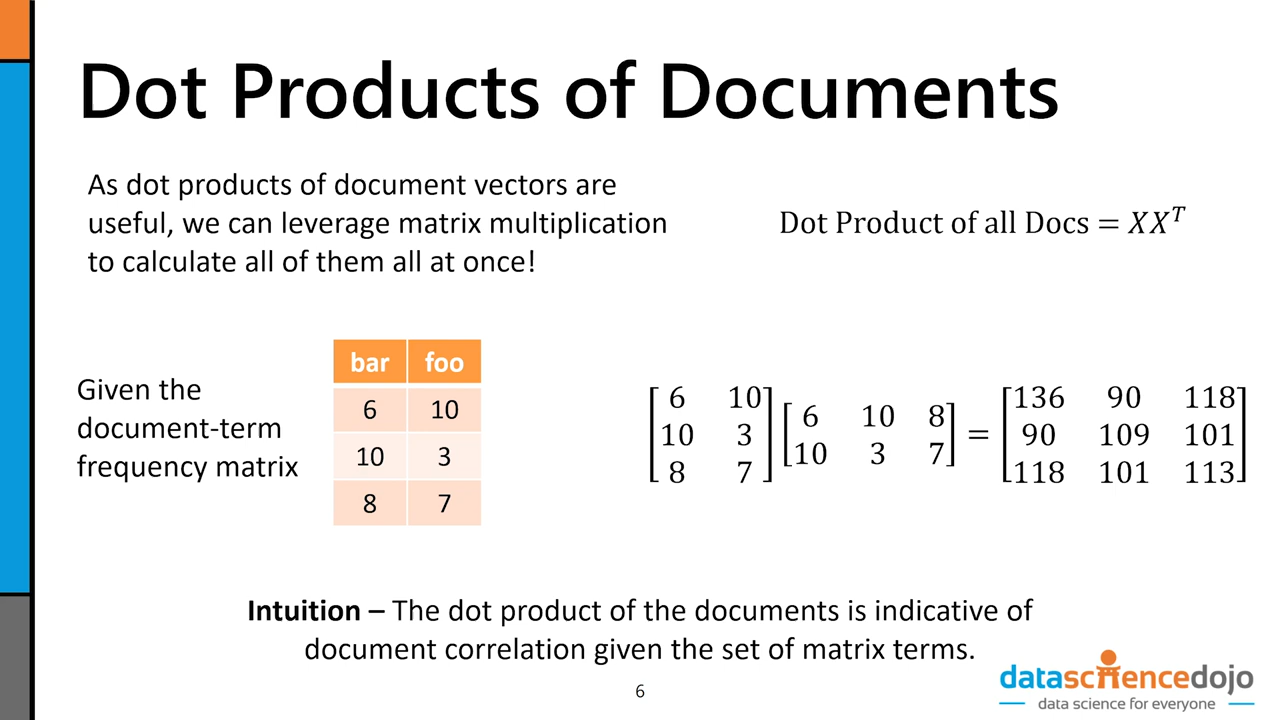 Dot Products of Documents
As dot products of document vectors are
useful, we can leverage matrix multiplication
to calculate all of them all at once!
Dot Product of all Docs = XXᵀ
Given the
document-term
frequency matrix
bar foo
6 10
10 3
8 7
[6 10
10 3
8 7]
[6 10 8
10 3 7]
=
[136 90 118
90 109 101
118 101 113]
Intuition – The dot product of the documents is indicative of
document correlation given the set of matrix terms.
6
datasciencedojo
data science for everyone